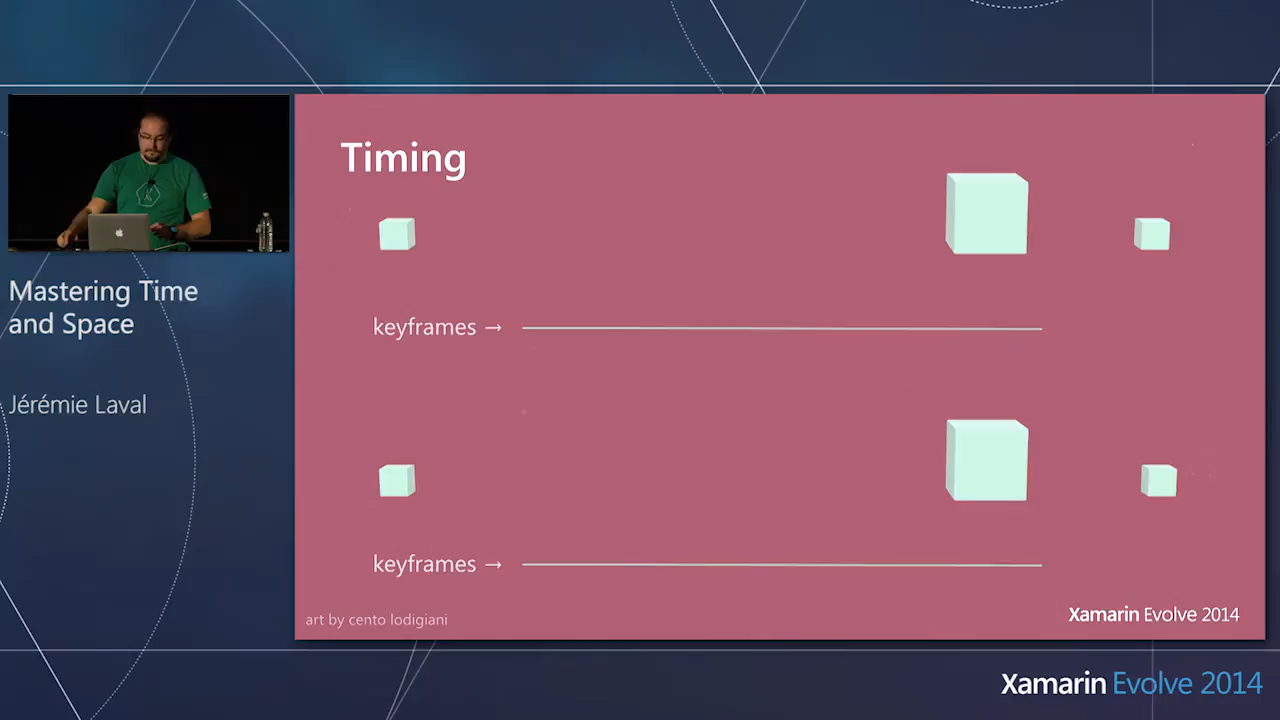 Timing
keyframes →
keyframes →
art by cento lodigiani
Xamarin Evolve 2014
Mastering Time
and Space
Jérémie Laval
Xamarin Evolve 2014